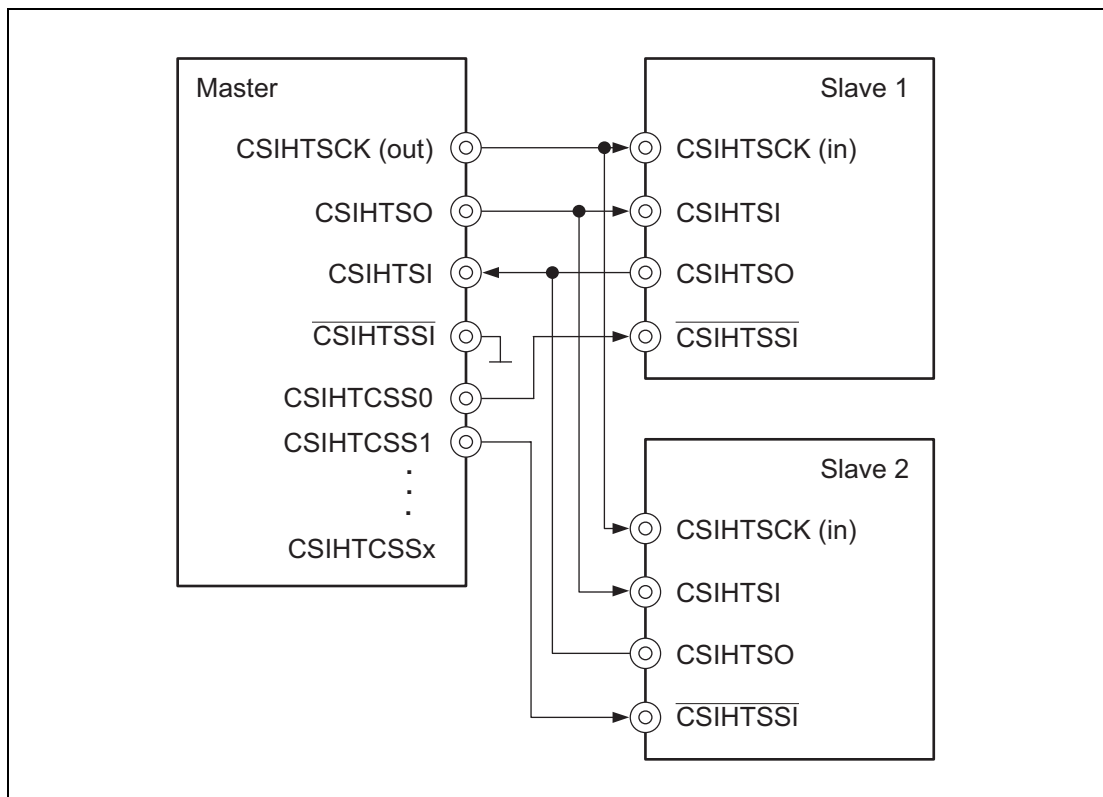 Master
CSIHTSCK (out)
CSIHTSO
CSIHTSI
CSIHTSSI
CSIHTCSS0
CSIHTCSS1
.
.
.
CSIHTCSSx
Slave 1
CSIHTSCK (in)
CSIHTSI
CSIHTSO
CSIHTSSI
Slave 2
CSIHTSCK (in)
CSIHTSI
CSIHTSO
CSIHTSSI